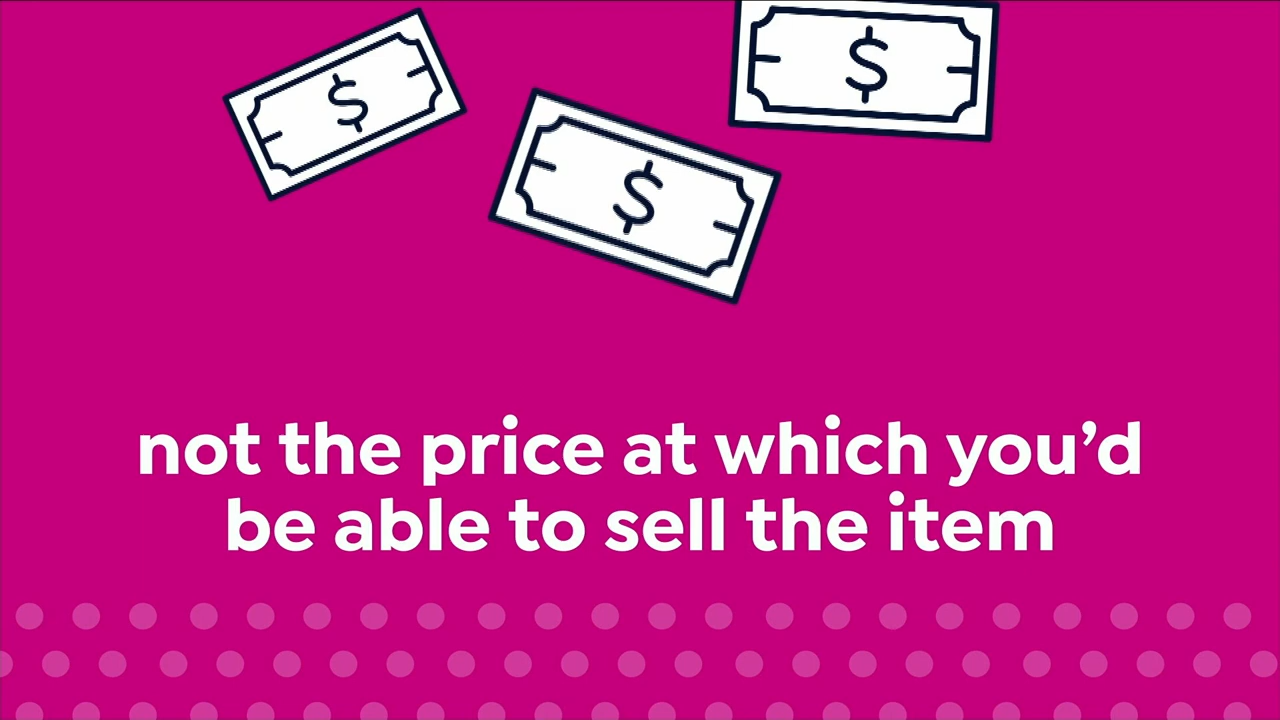 $
$
$
not the price at which you’d
be able to sell the item